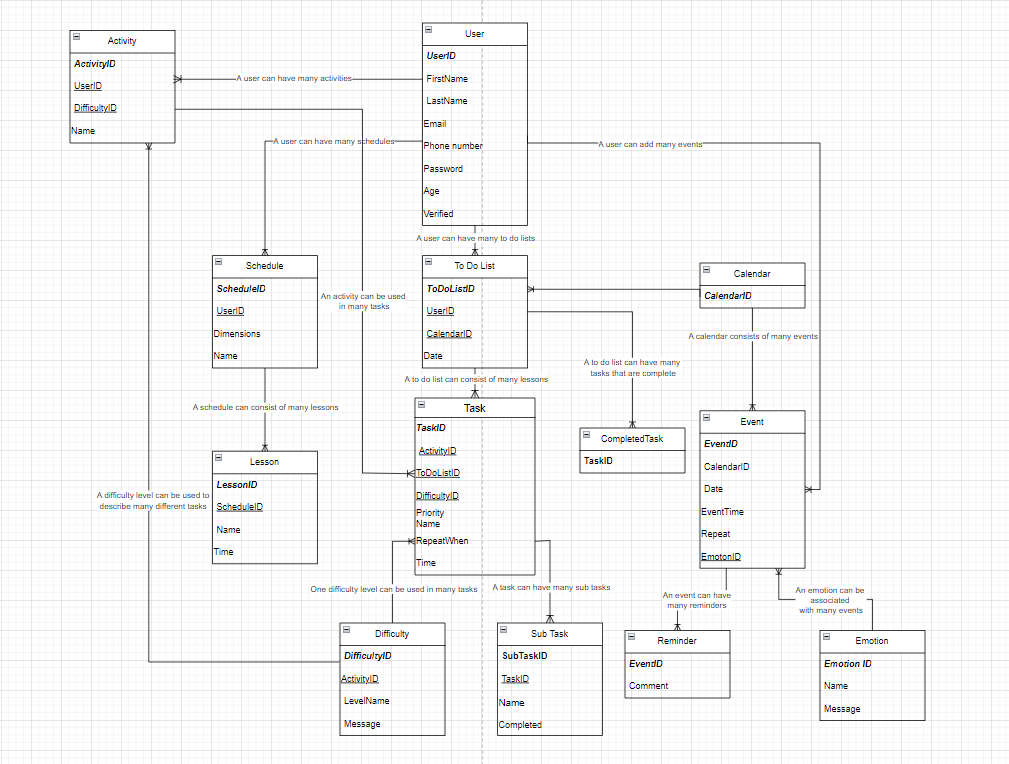 Activity
ActivityID
UserID
DifficultyID
Name
User
UserID
FirstName
LastName
Email
Phone number
Password
Age
Verified
A user can have many activities
A user can have many schedules
A user can add many events
A user can have many to do lists
Schedule
ScheduleID
UserID
Dimensions
Name
An activity can be used
in many tasks
To Do List
ToDoListID
UserID
CalendarID
Date
Calendar
CalendarID
A calendar consists of many events
A to do list can have many
tasks that are complete
A to do list can consist of many lessons
A schedule can consist of many lessons
Task
TaskID
ActivityID
ToDoListID
DifficultyID
Priority
Name
RepeatWhen
Time
CompletedTask
TaskID
Event
EventID
CalendarID
Date
EventTime
Repeat
EmotonID
Lesson
LessonID
ScheduleID
Name
Time
A difficulty level can be used to
describe many different tasks
One difficulty level can be used in many tasks
A task can have many sub tasks
An event can have
many reminders
An emotion can be
associated
with many events
Difficulty
DifficultyID
ActivityID
LevelName
Message
Sub Task
SubTaskID
TaskID
Name
Completed
Reminder
EventID
Comment
Emotion
Emotion ID
Name
Message